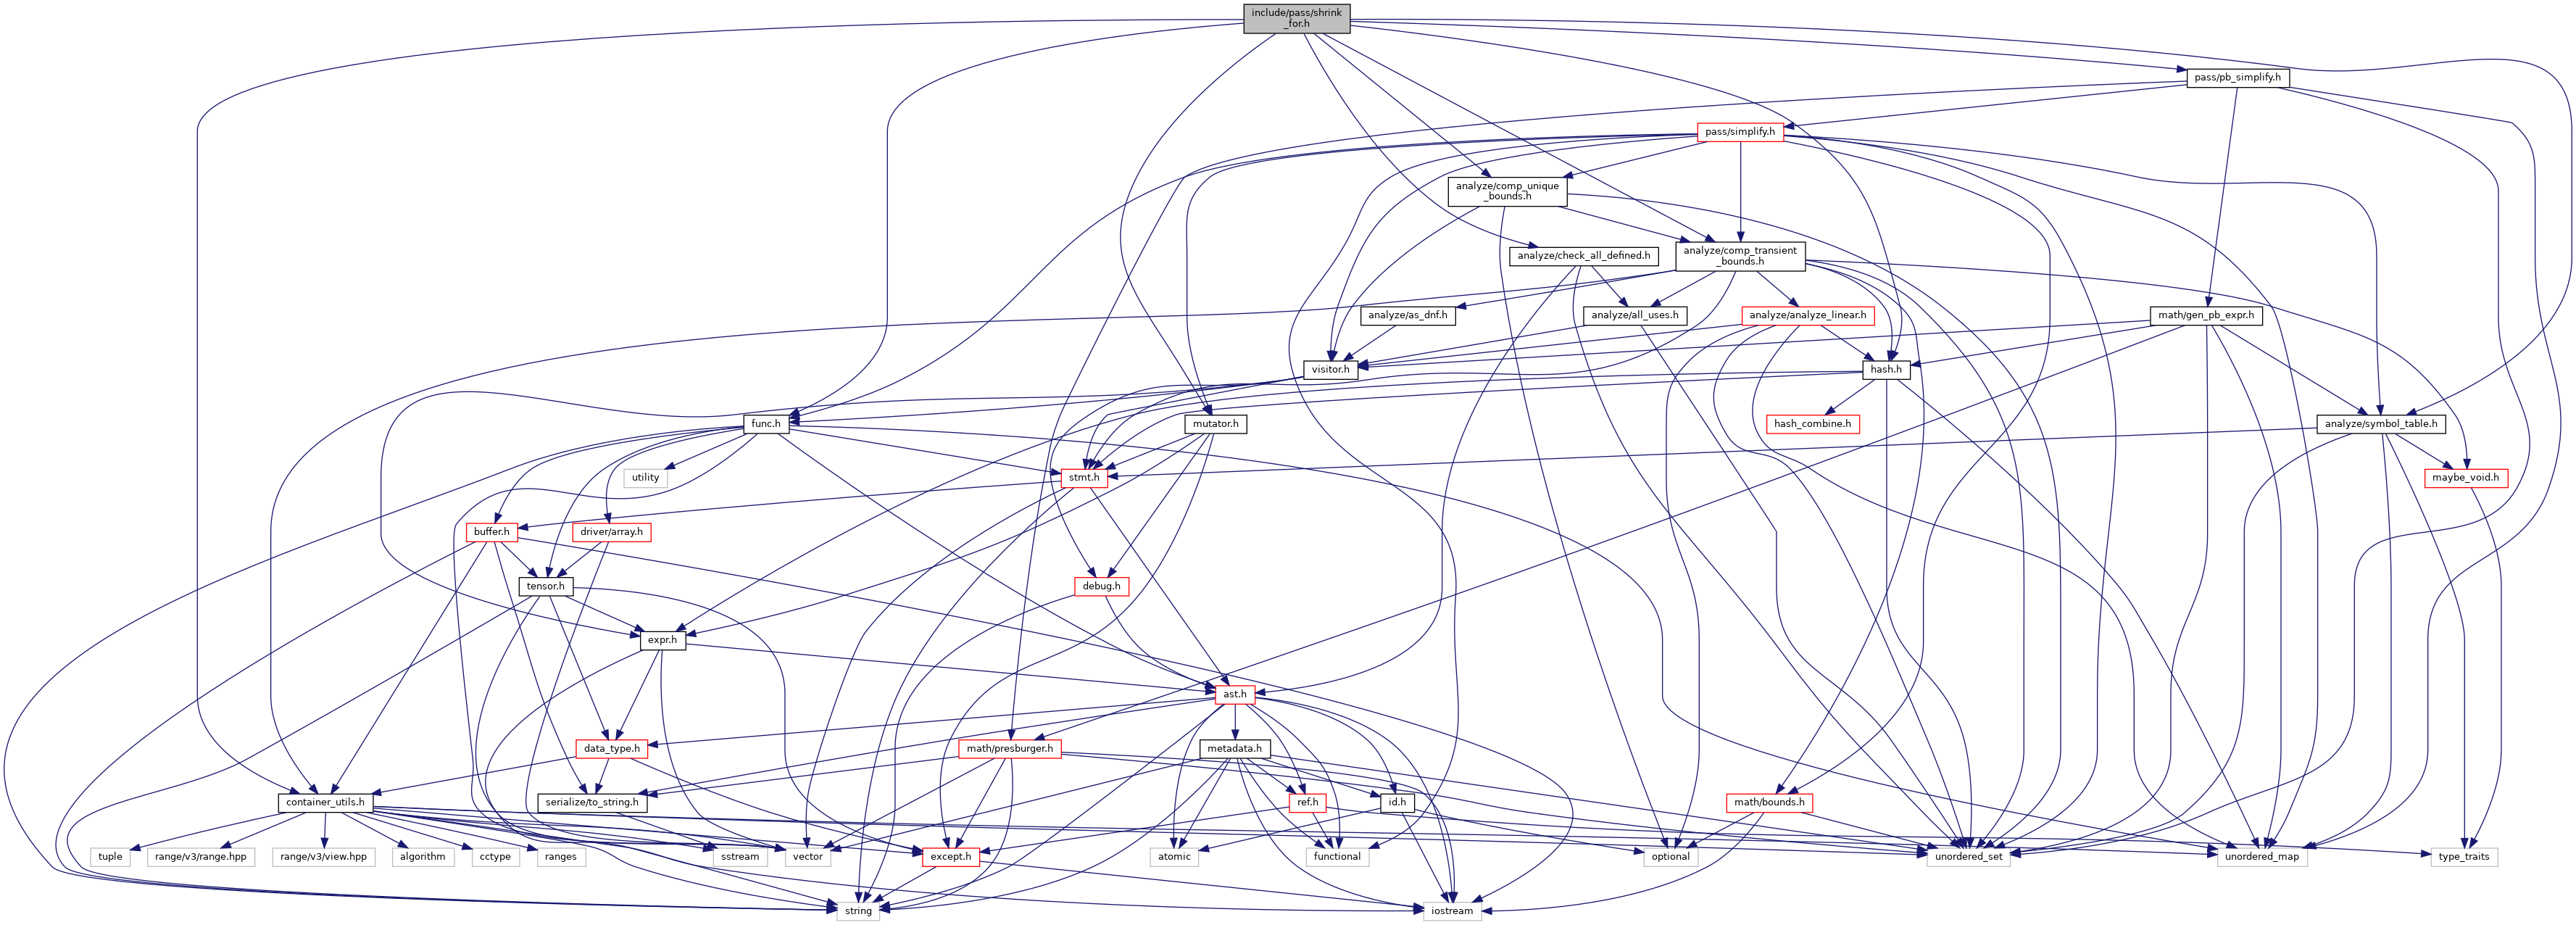 include/pass/shrink
_for.h
pass/pb_simplify.h
pass/simplify.h
analyze/comp_unique
_bounds.h
analyze/check_all_defined.h
analyze/comp_transient
_bounds.h
analyze/as_dnf.h
analyze/all_uses.h
analyze/analyze_linear.h
math/gen_pb_expr.h
visitor.h
hash.h
func.h
mutator.h
hash_combine.h
analyze/symbol_table.h
utility
stmt.h
maybe_void.h
buffer.h
driver/array.h
tensor.h
debug.h
expr.h
ast.h
data_type.h
math/presburger.h
metadata.h
container_utils.h
serialize/to_string.h
ref.h
id.h
math/bounds.h
tuple
range/v3/range.hpp
range/v3/view.hpp
algorithm
cctype
ranges
sstream
vector
except.h
atomic
functional
optional
unordered_set
unordered_map
type_traits
string
iostream